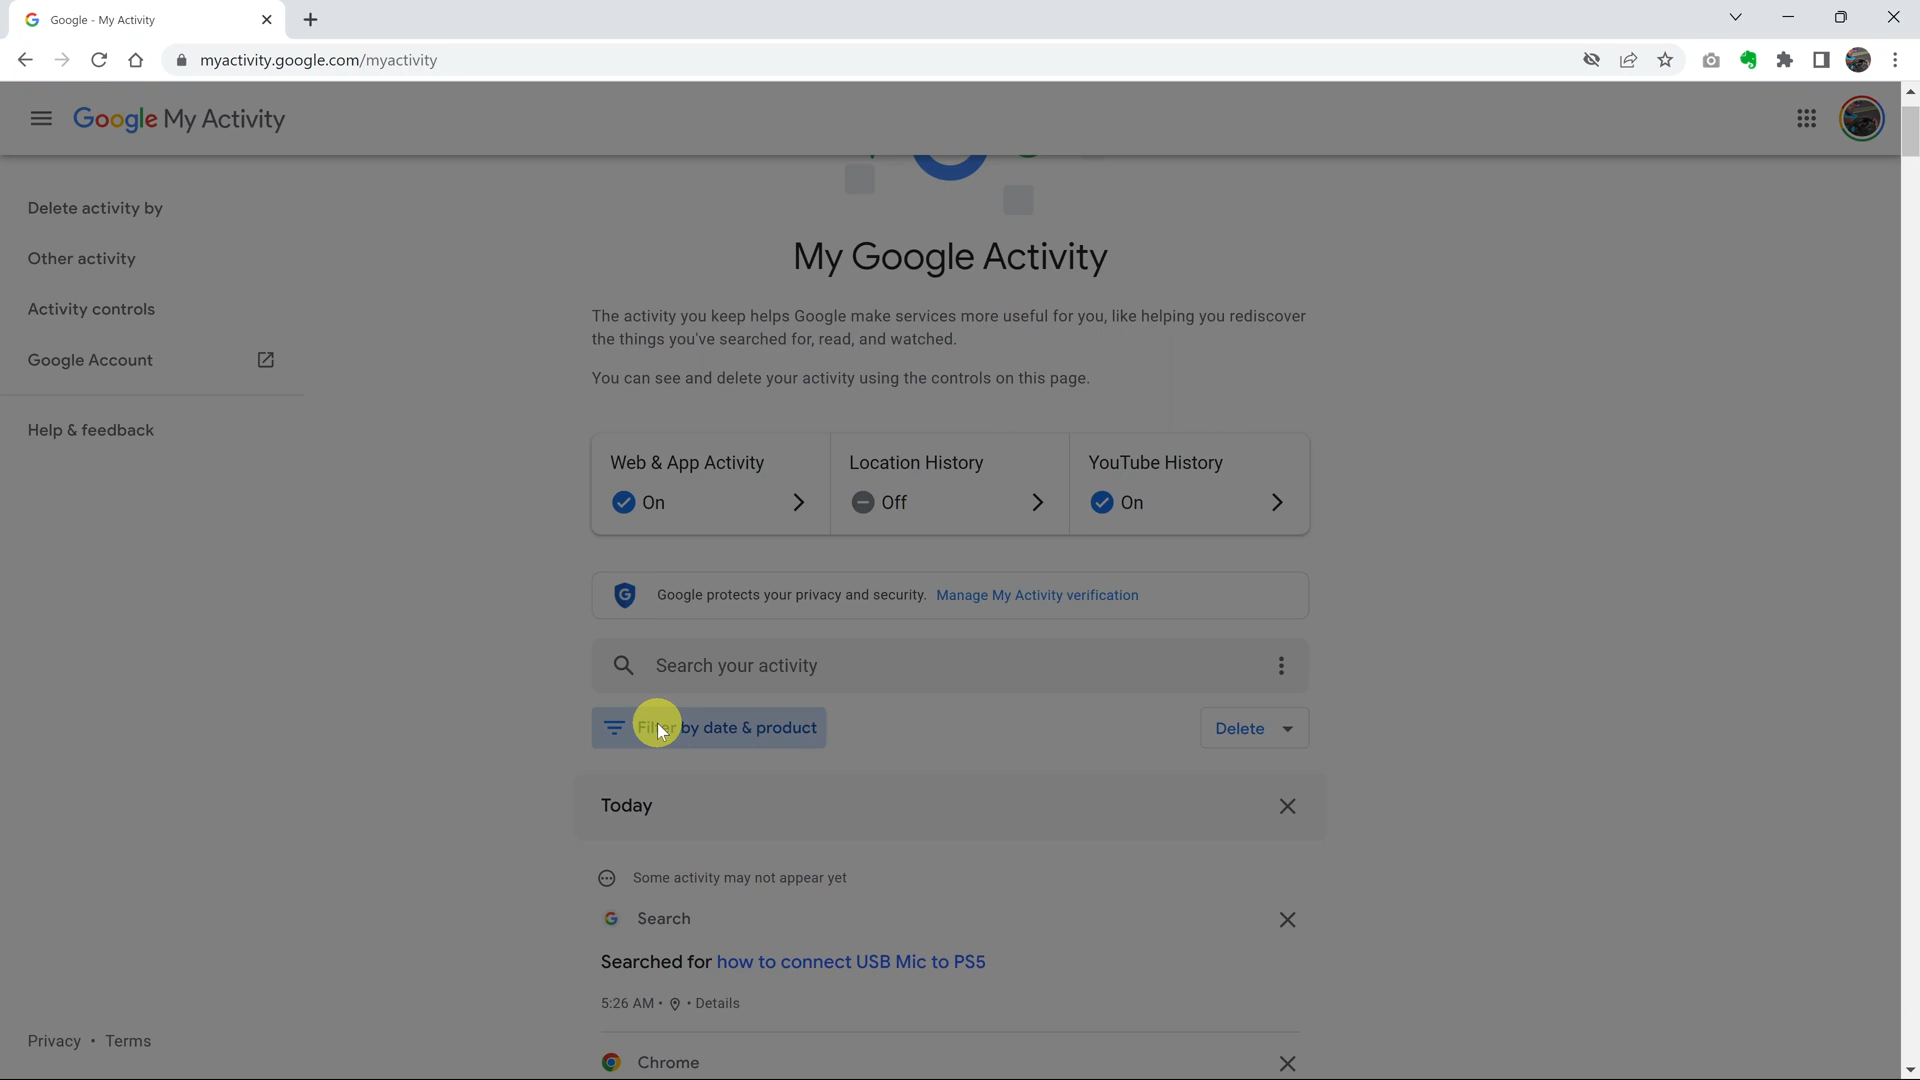 Google - My Activity
myactivity.google.com/myactivity
Google My Activity
Delete activity by
Other activity
Activity controls
Google Account
Help & feedback
My Google Activity
The activity you keep helps Google make services more useful for you, like helping you rediscover
the things you've searched for, read, and watched.
You can see and delete your activity using the controls on this page.
Web & App Activity
On
Location History
Off
YouTube History
On
Google protects your privacy and security. Manage My Activity verification
Search your activity
Filter by date & product
Delete
Today
Some activity may not appear yet
Search
Searched for how to connect USB Mic to PS5
5:26 AM • • Details
Chrome
Privacy • Terms